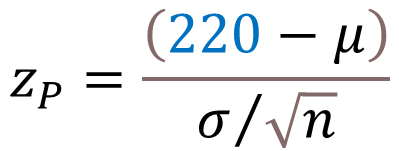 z_P = (220 − μ) / (σ/√n)